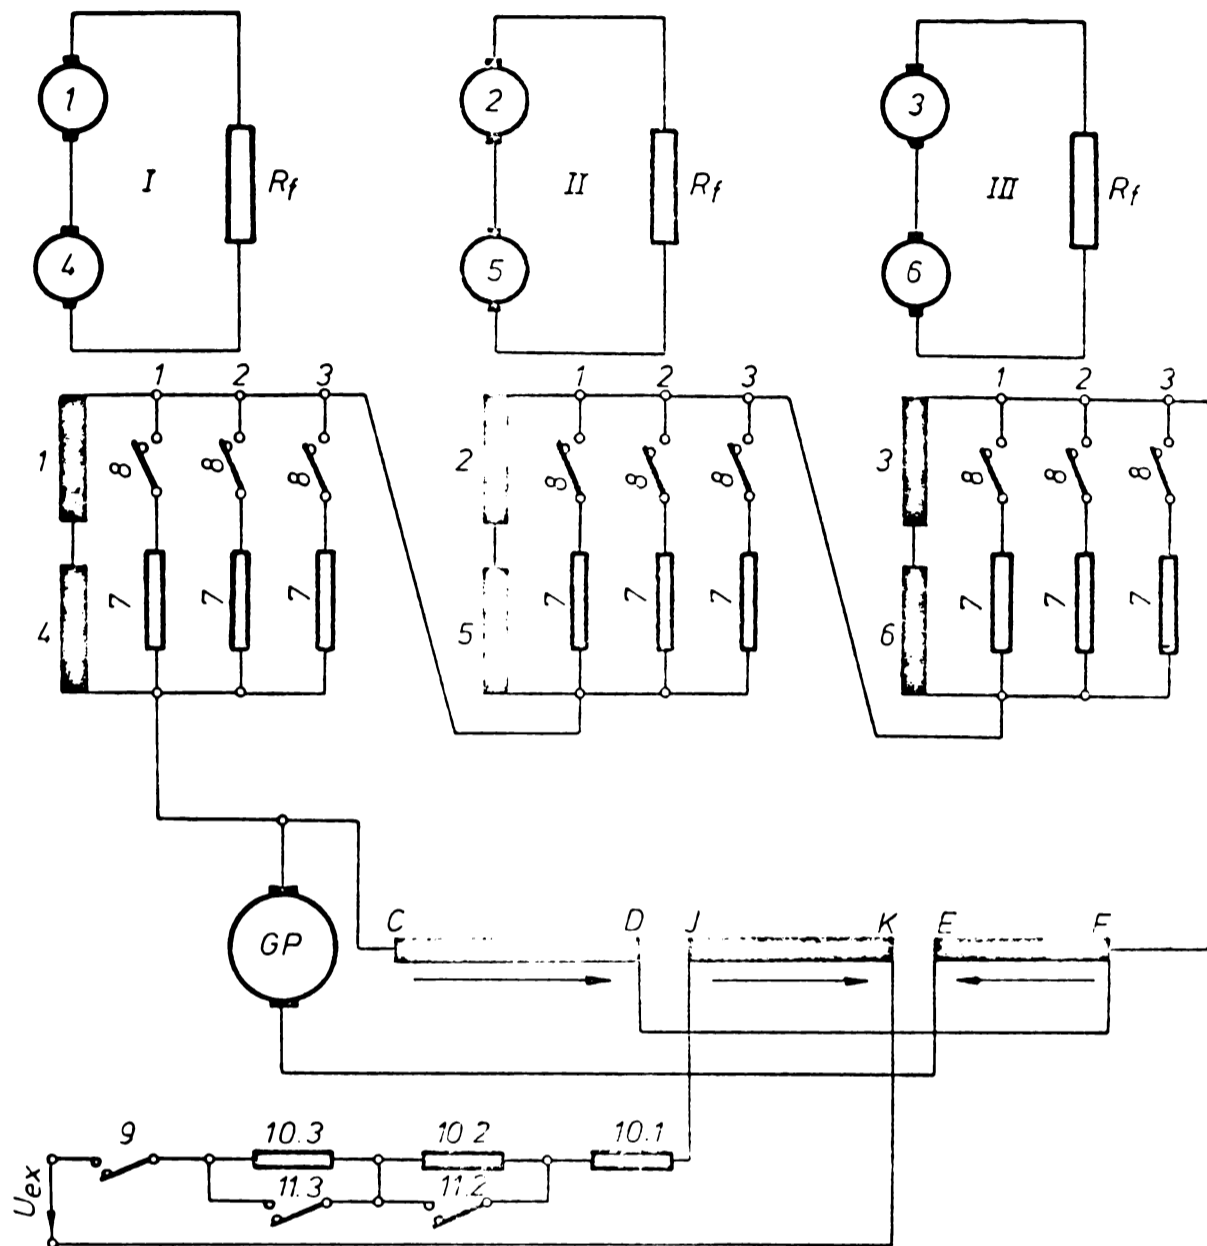 1 2 3
I Rf II Rf III Rf
4 5 6
1 2 3 1 2 3 1 2 3
1 8 8 8 2 8 8 8 3 8 8 8
4 7 7 7 5 7 7 7 6 7 7 7
GP C D J K E F
9 10.3 10.2 10.1
Uex 11.3 11.2